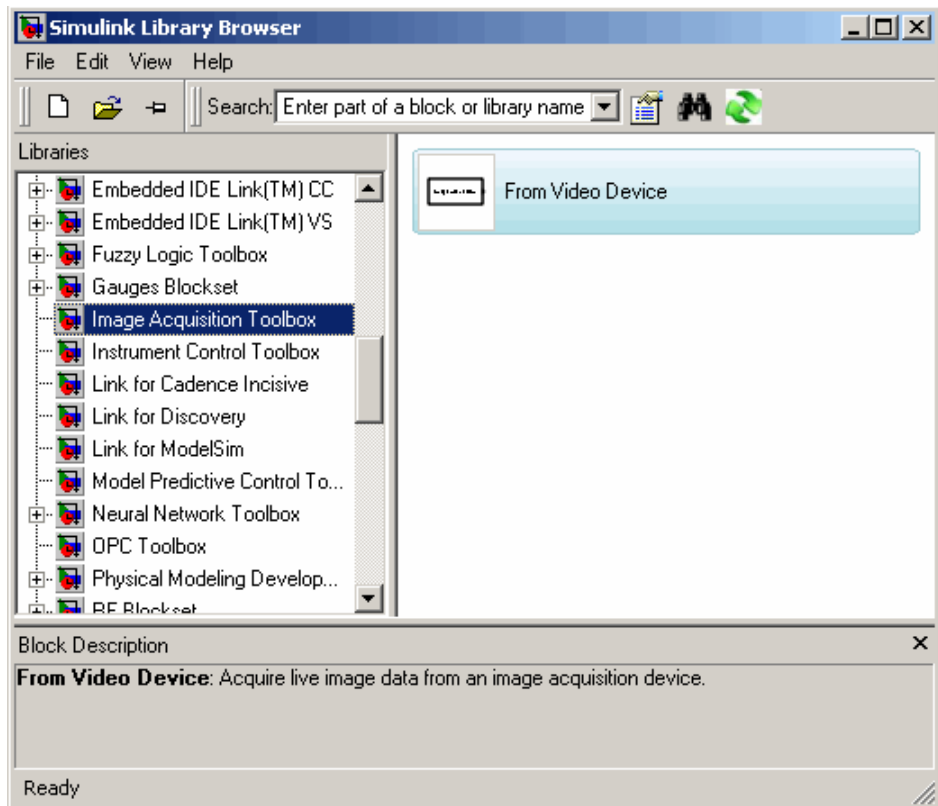 Simulink Library Browser
File Edit View Help
Search: Enter part of a block or library name
Libraries
Embedded IDE Link(TM) CC
Embedded IDE Link(TM) VS
Fuzzy Logic Toolbox
Gauges Blockset
Image Acquisition Toolbox
Instrument Control Toolbox
Link for Cadence Incisive
Link for Discovery
Link for ModelSim
Model Predictive Control To...
Neural Network Toolbox
OPC Toolbox
Physical Modeling Develop...
RF Blockset
From Video Device
Block Description
From Video Device: Acquire live image data from an image acquisition device.
Ready